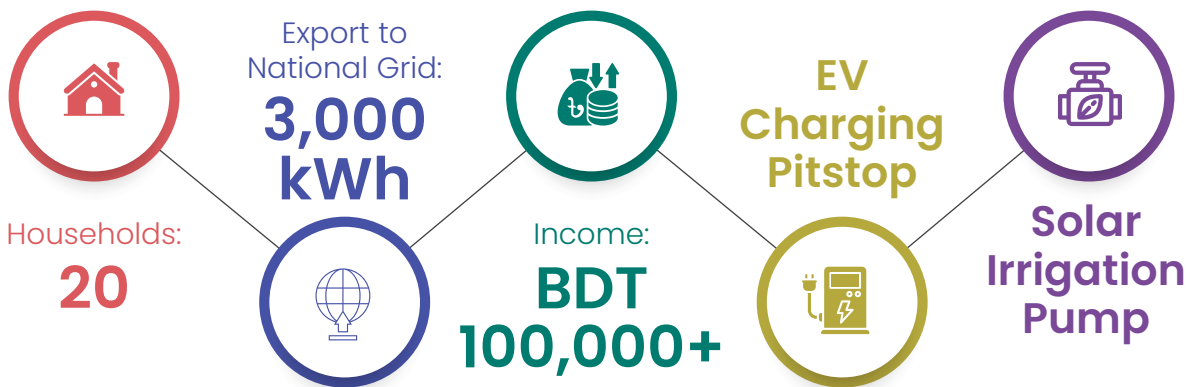 Households:
20
Export to
National Grid:
3,000
kWh
৳
Income:
BDT
100,000+
EV
Charging
Pitstop
Solar
Irrigation
Pump